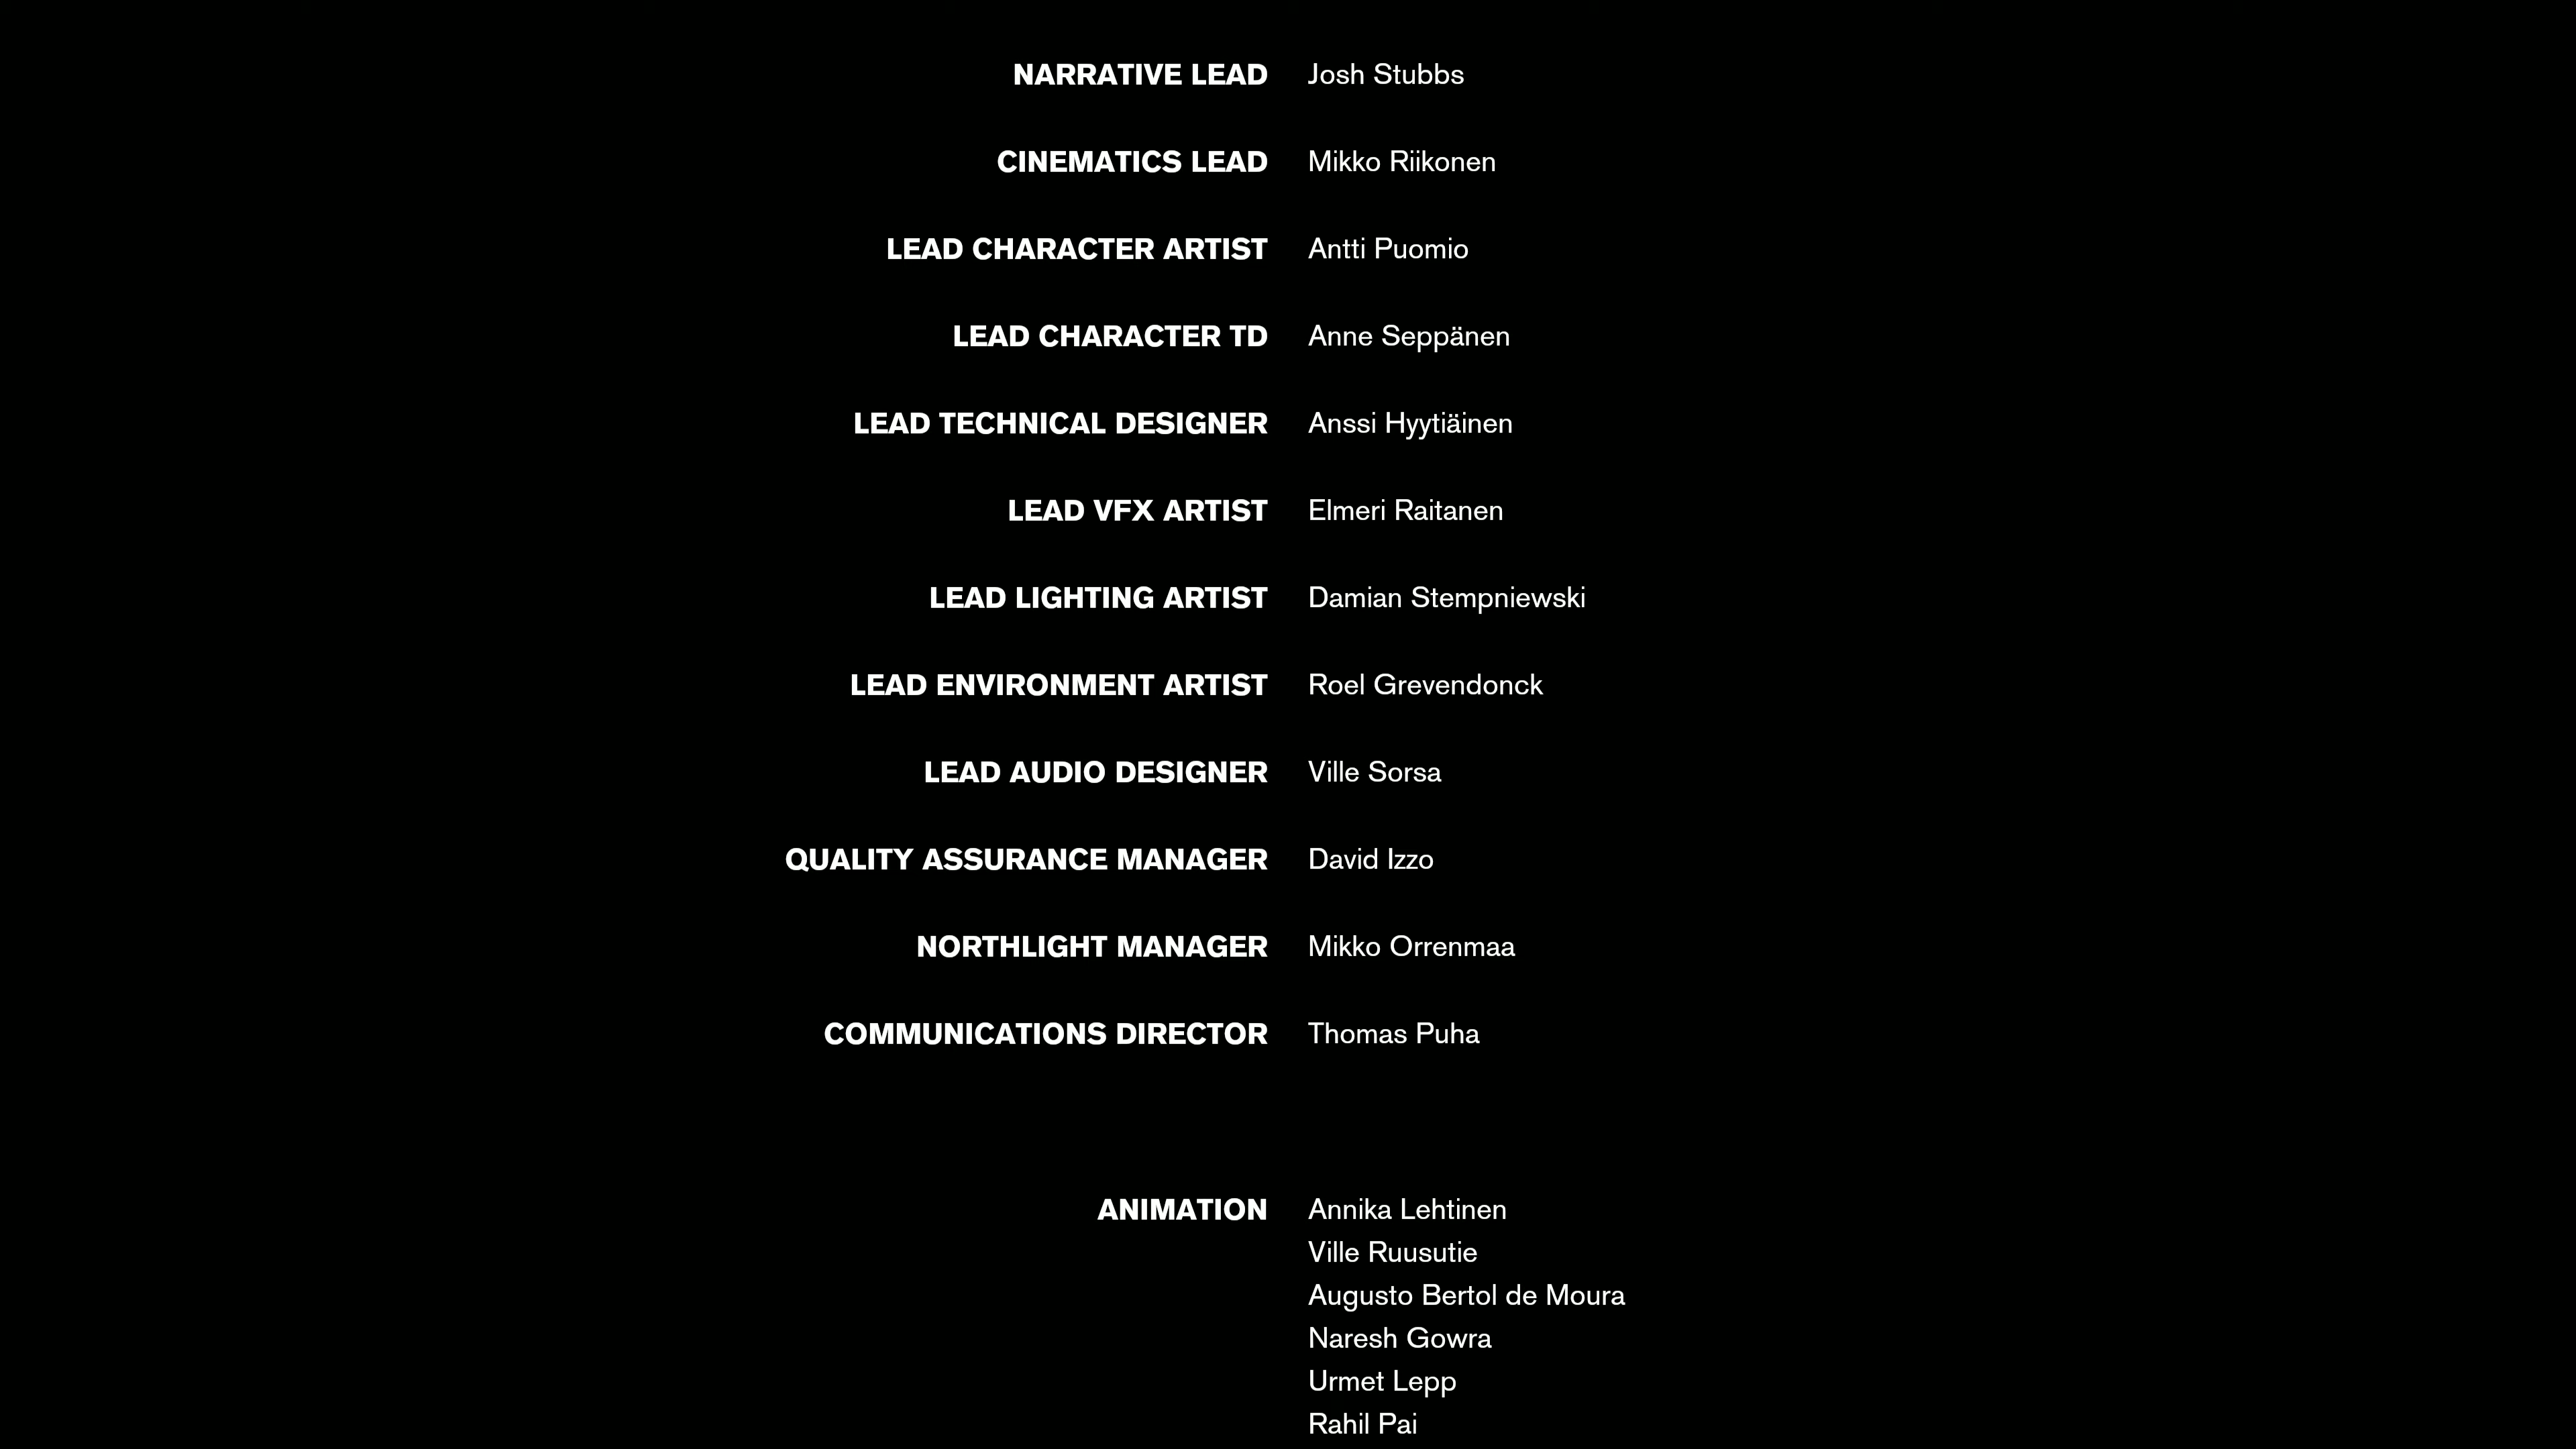 NARRATIVE LEAD Josh Stubbs
CINEMATICS LEAD Mikko Riikonen
LEAD CHARACTER ARTIST Antti Puomio
LEAD CHARACTER TD Anne Seppänen
LEAD TECHNICAL DESIGNER Anssi Hyytiäinen
LEAD VFX ARTIST Elmeri Raitanen
LEAD LIGHTING ARTIST Damian Stempniewski
LEAD ENVIRONMENT ARTIST Roel Grevendonck
LEAD AUDIO DESIGNER Ville Sorsa
QUALITY ASSURANCE MANAGER David Izzo
NORTHLIGHT MANAGER Mikko Orrenmaa
COMMUNICATIONS DIRECTOR Thomas Puha
ANIMATION Annika Lehtinen
Ville Ruusutie
Augusto Bertol de Moura
Naresh Gowra
Urmet Lepp
Rahil Pai